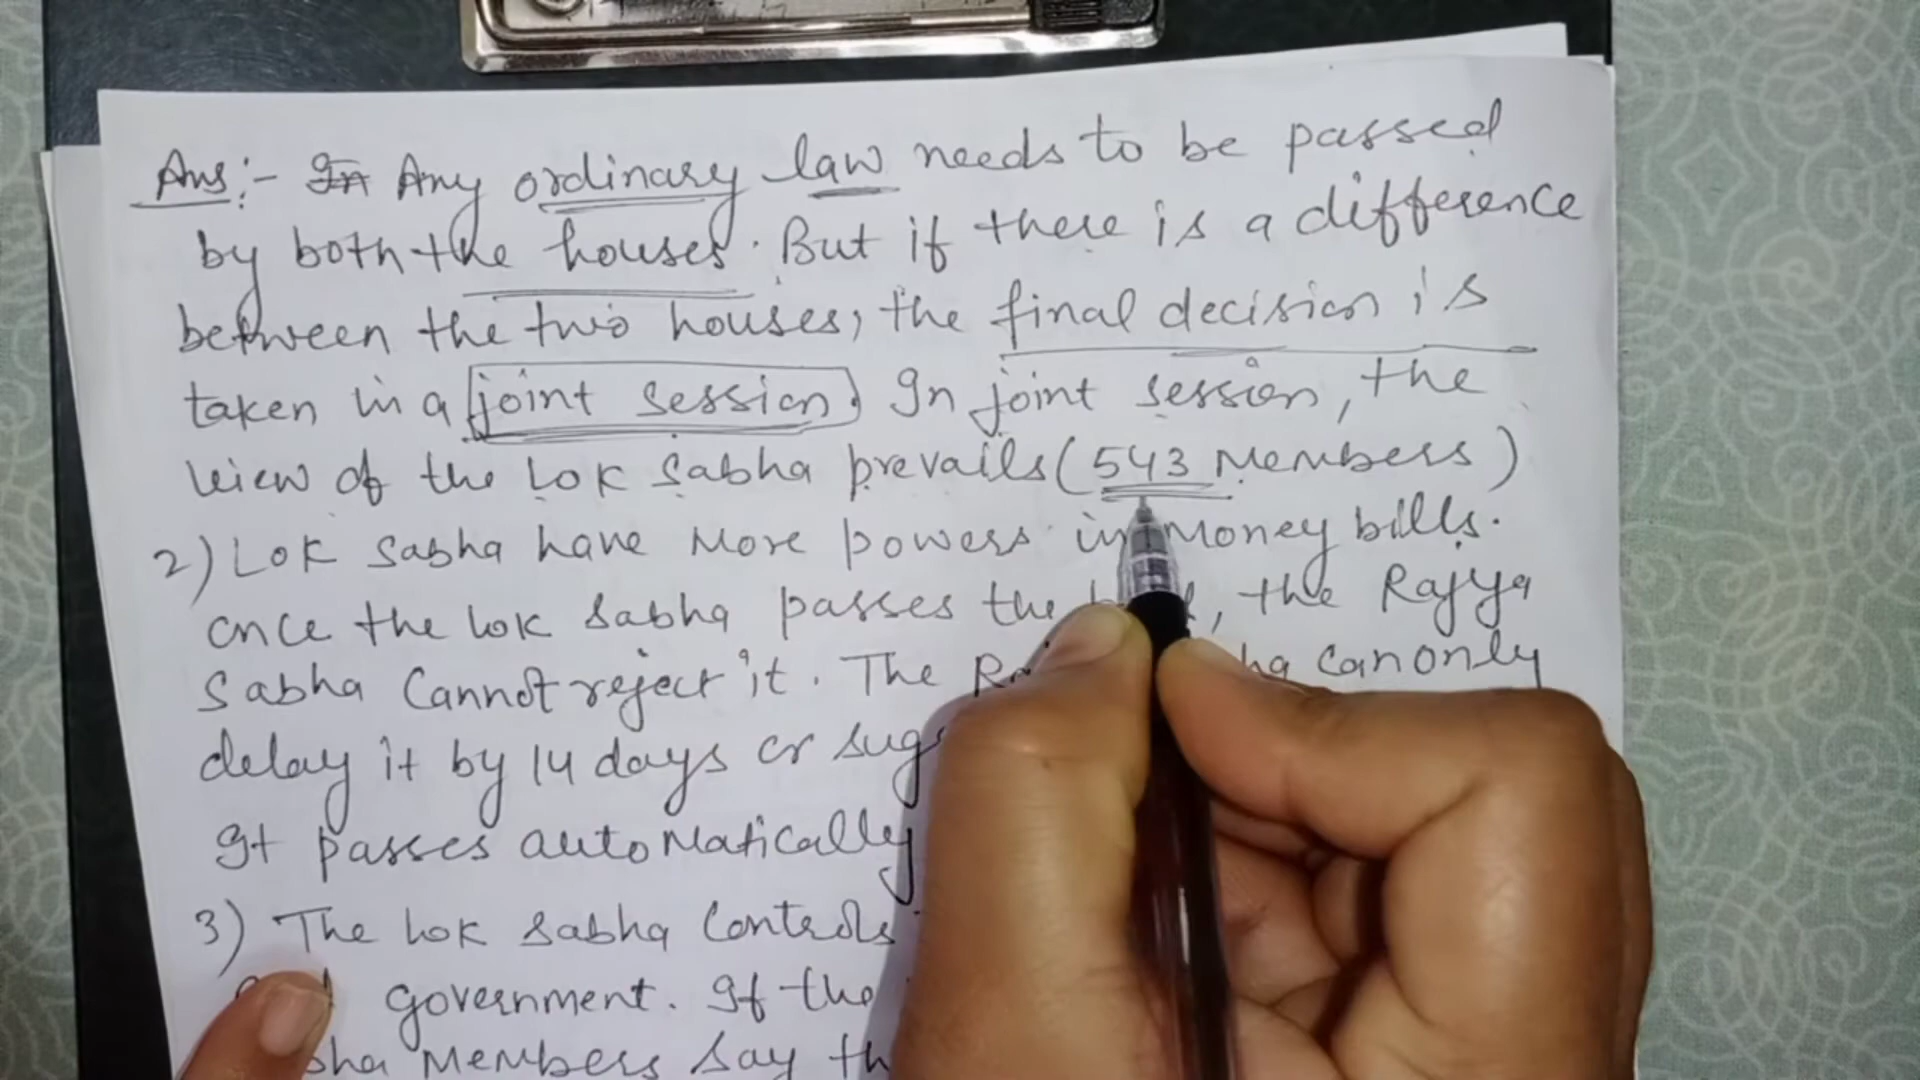 Ans:- In Any ordinary law needs to be passed
by both the houses. But if there is a difference
between the two houses, the final decision is
taken in a joint session. In joint session, the
view of the Lok Sabha prevails (543 Members)
2) Lok Sabha have More powers in Money bills.
once the lok sabha passes the the Rajya
Sabha Cannot reject it. The can only
delay it by 14 days or
It passes automatically
3) The Lok Sabha Controls
government. If the
Members Say